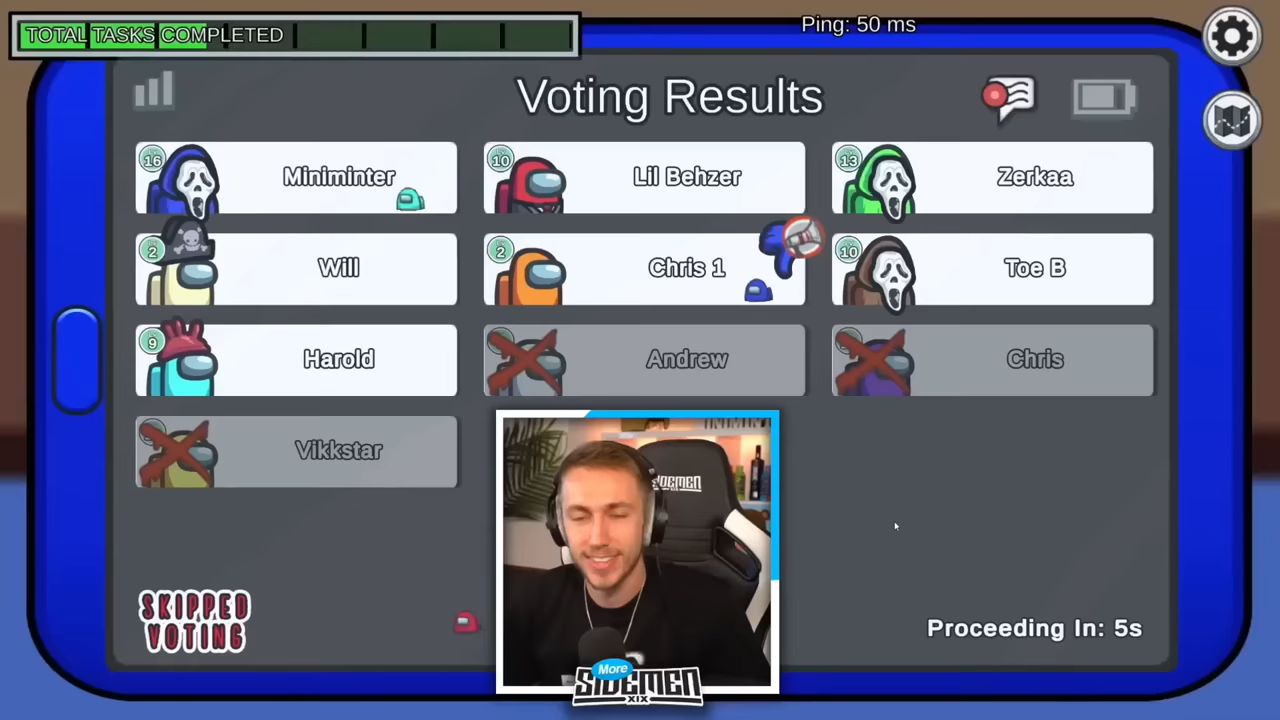 TOTAL TASKS COMPLETED
Ping: 50 ms
Voting Results
16 Miniminter
10 Lil Behzer
13 Zerkaa
2 Will
2 Chris 1
10 Toe B
9 Harold
Andrew
Chris
Vikkstar
SIDEMEN
SKIPPED
VOTING
Proceeding In: 5s
More
SIDEMEN
XIX